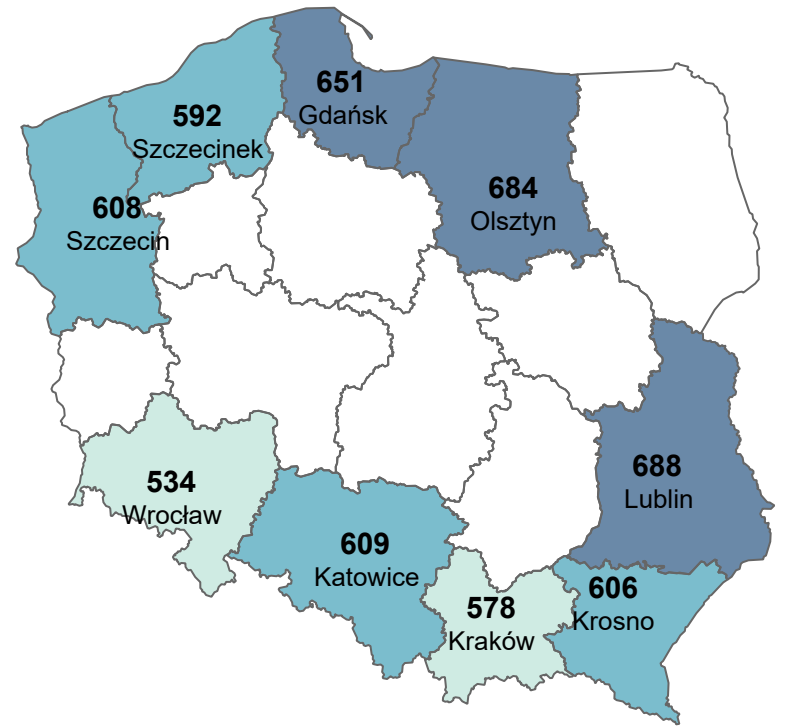 651
Gdańsk
592
Szczecinek
684
Olsztyn
608
Szczecin
688
Lublin
534
Wrocław
609
Katowice
606
Krosno
578
Kraków